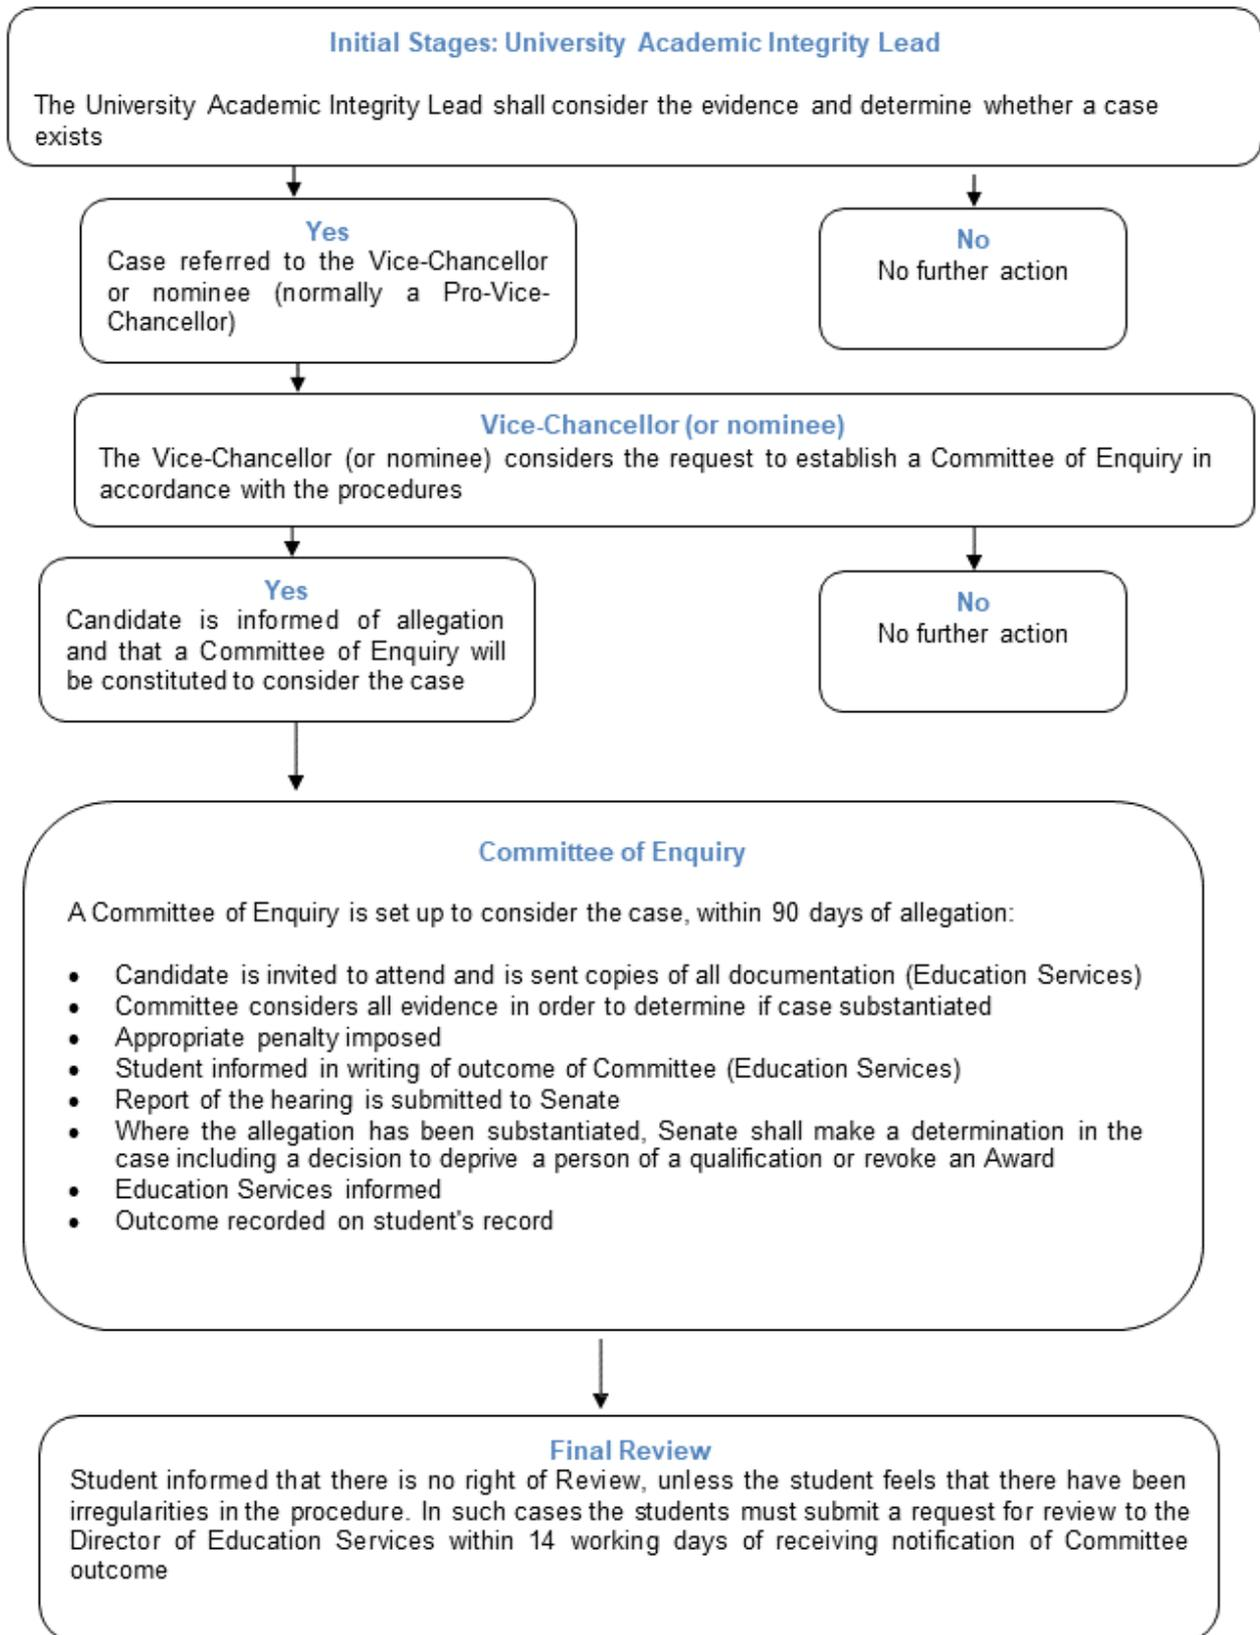 Initial Stages: University Academic Integrity Lead
The University Academic Integrity Lead shall consider the evidence and determine whether a case
exists
Yes
Case referred to the Vice-Chancellor
or nominee (normally a Pro-Vice-
Chancellor)
No
No further action
Vice-Chancellor (or nominee)
The Vice-Chancellor (or nominee) considers the request to establish a Committee of Enquiry in
accordance with the procedures
Yes
Candidate is informed of allegation
and that a Committee of Enquiry will
be constituted to consider the case
No
No further action
Committee of Enquiry
A Committee of Enquiry is set up to consider the case, within 90 days of allegation:
• Candidate is invited to attend and is sent copies of all documentation (Education Services)
• Committee considers all evidence in order to determine if case substantiated
• Appropriate penalty imposed
• Student informed in writing of outcome of Committee (Education Services)
• Report of the hearing is submitted to Senate
• Where the allegation has been substantiated, Senate shall make a determination in the
case including a decision to deprive a person of a qualification or revoke an Award
• Education Services informed
• Outcome recorded on student's record
Final Review
Student informed that there is no right of Review, unless the student feels that there have been
irregularities in the procedure. In such cases the students must submit a request for review to the
Director of Education Services within 14 working days of receiving notification of Committee
outcome